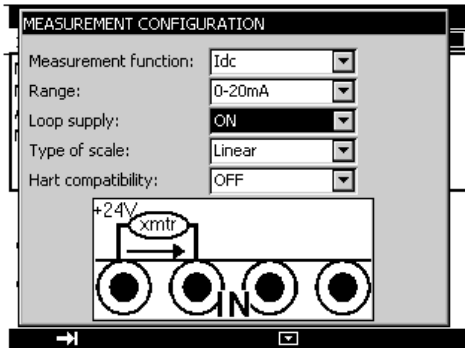 MEASUREMENT CONFIGURATION
Measurement function: Idc
Range: 0-20mA
Loop supply: ON
Type of scale: Linear
Hart compatibility: OFF
+24V
xmtr
IN